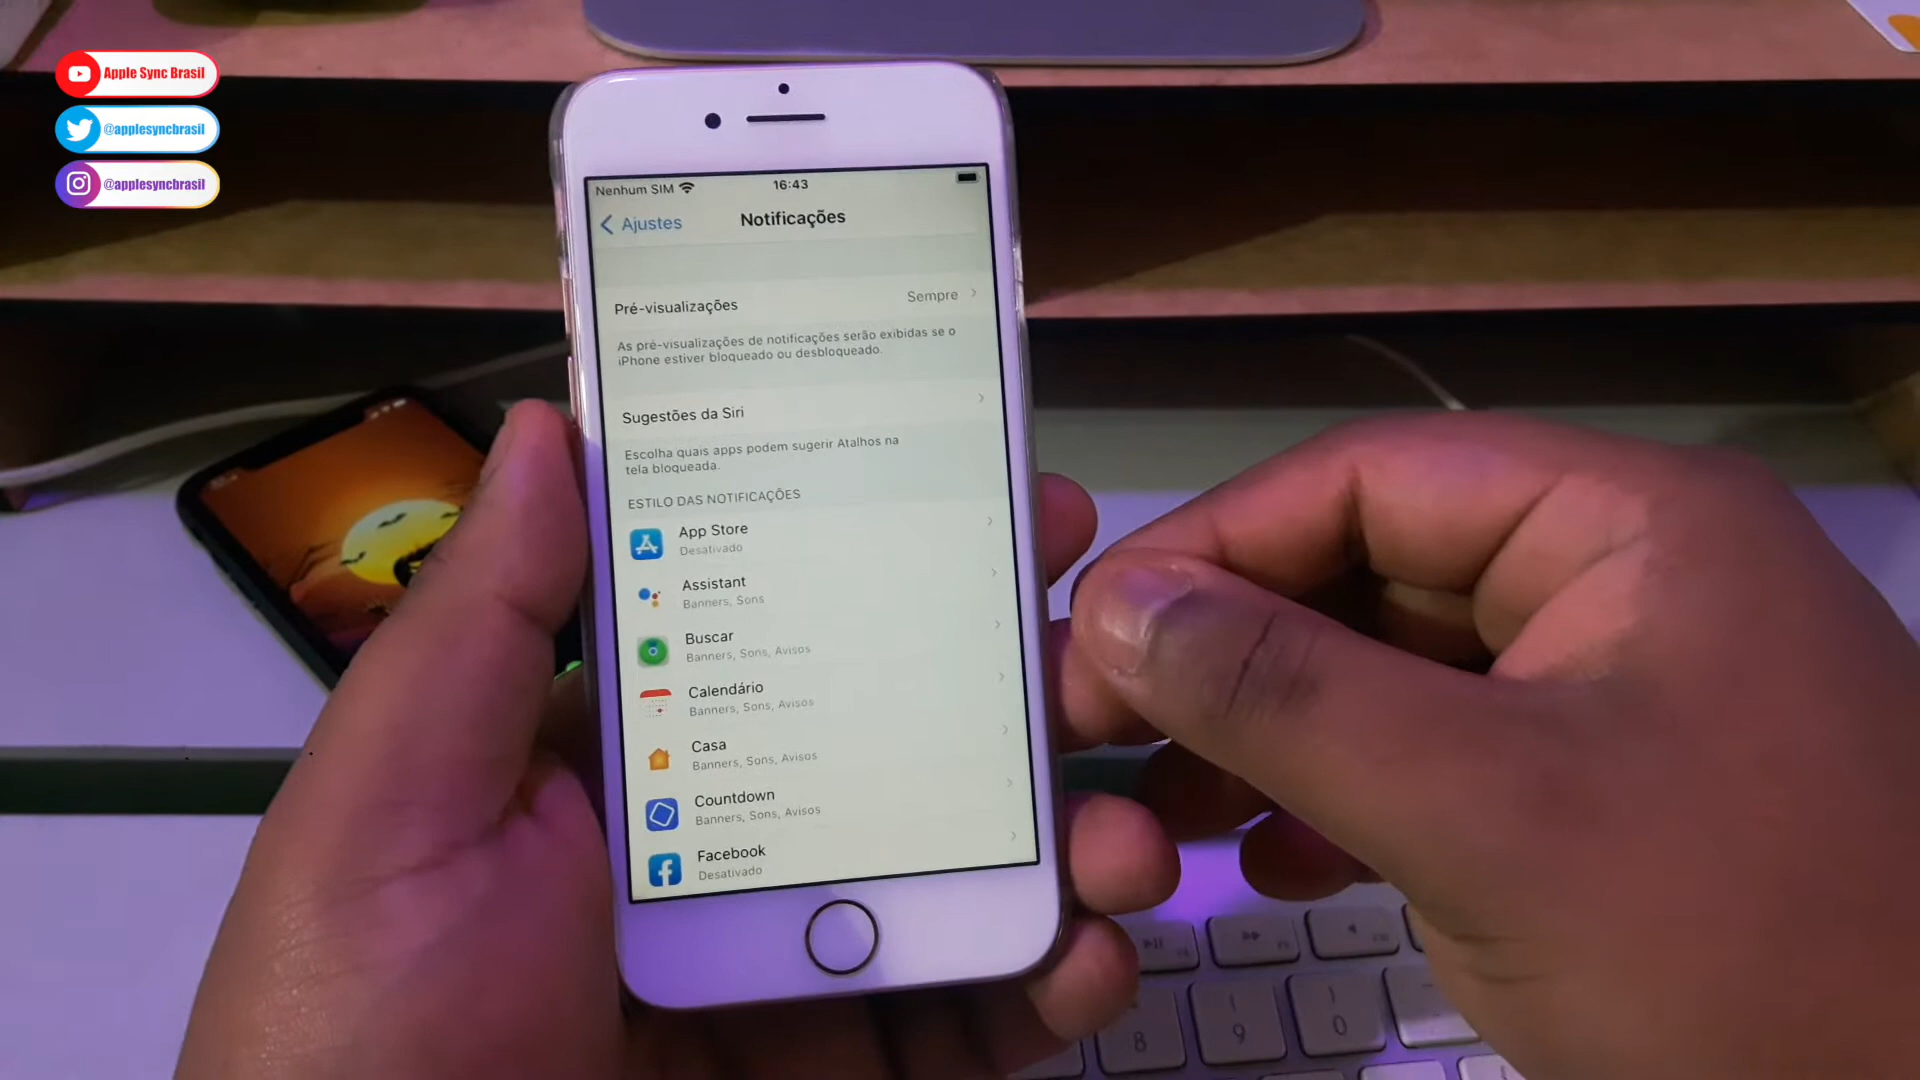 Apple Sync Brasil
@applesyncbrasil
@applesyncbrasil
Nenhum SIM
16:43
Ajustes
Notificações
Pré-visualizações
Sempre
As pré-visualizações de notificações serão exibidas se o
iPhone estiver bloqueado ou desbloqueado.
Sugestões da Siri
Escolha quais apps podem sugerir Atalhos na
tela bloqueada.
ESTILO DAS NOTIFICAÇÕES
App Store
Desativado
Assistant
Banners, Sons
Buscar
Banners, Sons, Avisos
Calendário
Banners, Sons, Avisos
Casa
Banners, Sons, Avisos
Countdown
Banners, Sons, Avisos
Facebook
Desativado
8
(
9
)
0